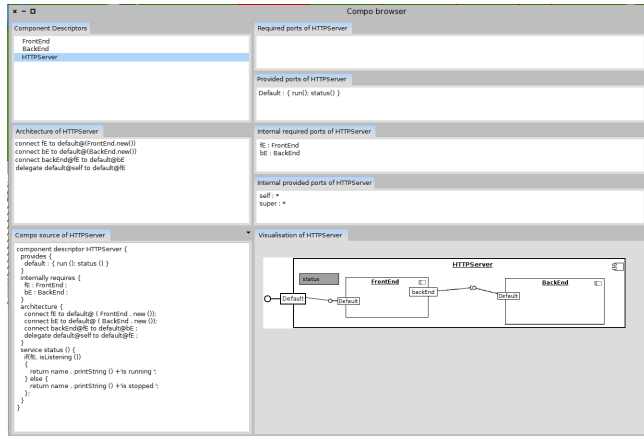 Compo browser
Component Descriptors
FrontEnd
BackEnd
HTTPServer
Required ports of HTTPServer
Provided ports of HTTPServer
Default : { run(); status() }
Architecture of HTTPServer
connect fE to default@(FrontEnd.new())
connect bE to default@(BackEnd.new())
connect backEnd@fE to default@bE
delegate default@self to default@fE
Internal required ports of HTTPServer
fE : FrontEnd
bE : BackEnd
Internal provided ports of HTTPServer
self : *
super : *
Compo source of HTTPServer
component descriptor HTTPServer {
provides {
default : { run (); status () }
}
internally requires {
fE : FrontEnd ;
bE : BackEnd ;
}
architecture {
connect fE to default@ ( FrontEnd . new ());
connect bE to default@ ( BackEnd . new ());
connect backEnd@fE to default@bE ;
delegate default@self to default@fE ;
}
service status () {
if(fE. isListening ())
{
return name . printString () +'is running ';
} else {
return name . printString () +'is stopped ';
};
}
}
Visualisation of HTTPServer
HTTPServer
status
FrontEnd
BackEnd
backEnd
Default
Default
Default